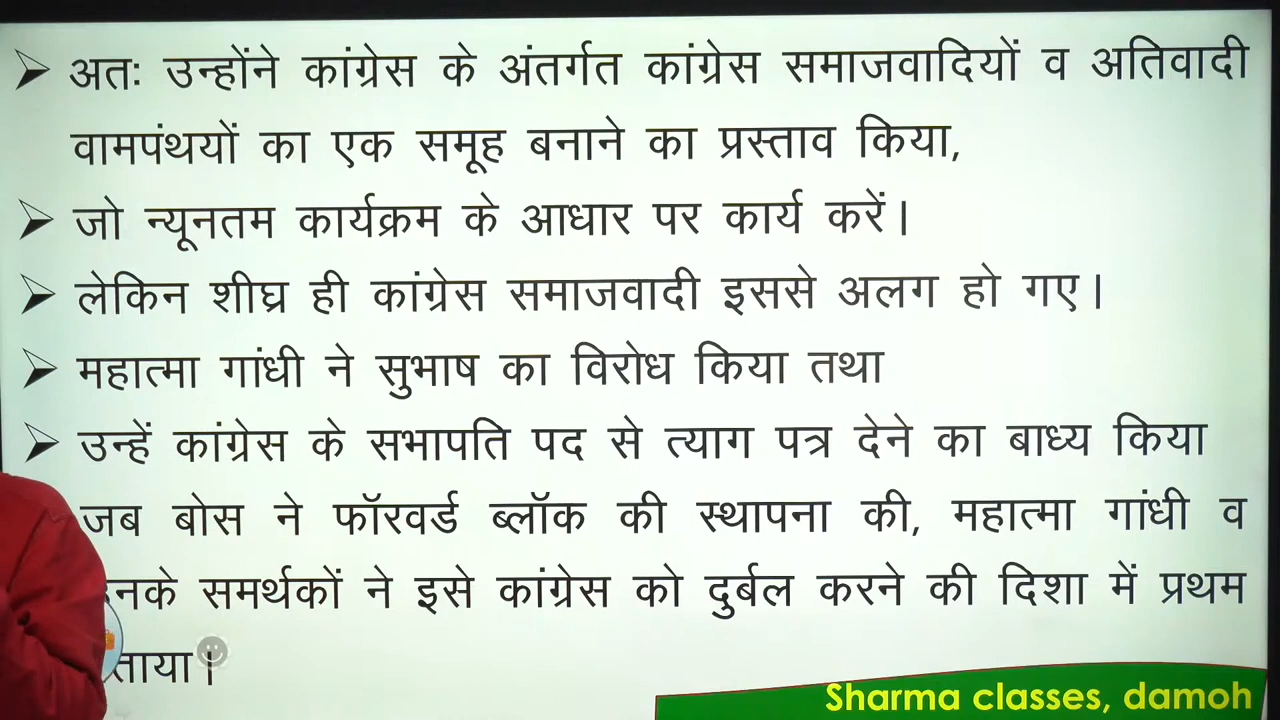 ➢ अतः उन्होंने कांग्रेस के अंतर्गत कांग्रेस समाजवादियों व अतिवादी
वामपंथयों का एक समूह बनाने का प्रस्ताव किया,
➢ जो न्यूनतम कार्यक्रम के आधार पर कार्य करें।
➢ लेकिन शीघ्र ही कांग्रेस समाजवादी इससे अलग हो गए।
➢ महात्मा गांधी ने सुभाष का विरोध किया तथा
➢ उन्हें कांग्रेस के सभापति पद से त्याग पत्र देने का बाध्य किया
जब बोस ने फॉरवर्ड ब्लॉक की स्थापना की, महात्मा गांधी व
समर्थकों ने इसे कांग्रेस को दुर्बल करने की दिशा में प्रथम
Sharma classes, damoh